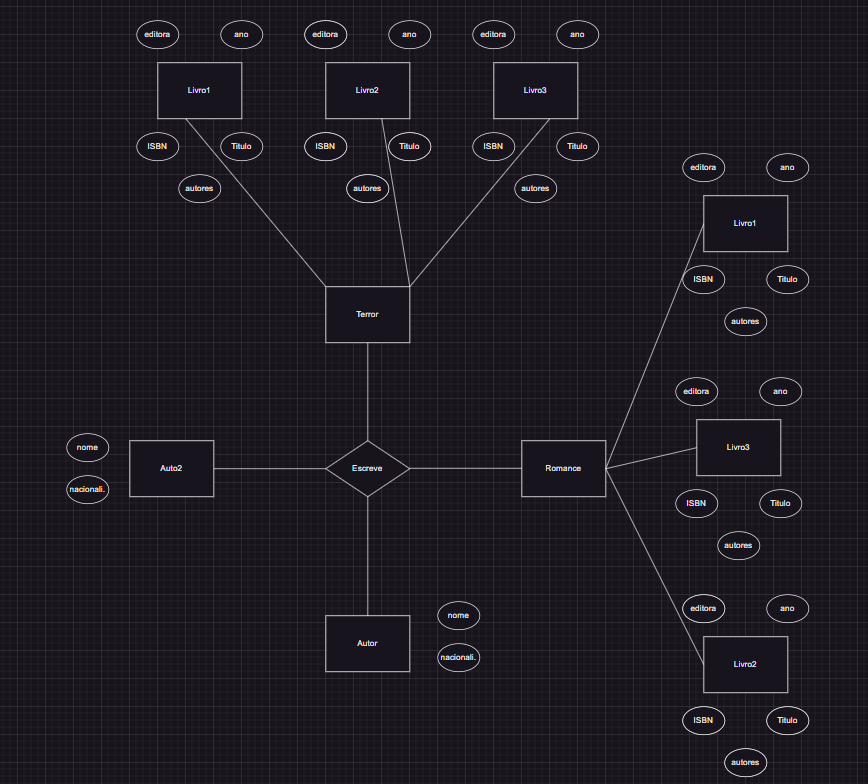 editora
ano
editora
ano
editora
ano
Livro1
Livro2
Livro3
ISBN
Titulo
ISBN
Titulo
ISBN
Titulo
autores
autores
autores
editora
ano
Livro1
ISBN
Titulo
autores
Terror
editora
ano
nome
Livro3
Auto2
Escreve
Romance
nacionali.
ISBN
Titulo
autores
editora
ano
nome
Autor
nacionali.
Livro2
ISBN
Titulo
autores